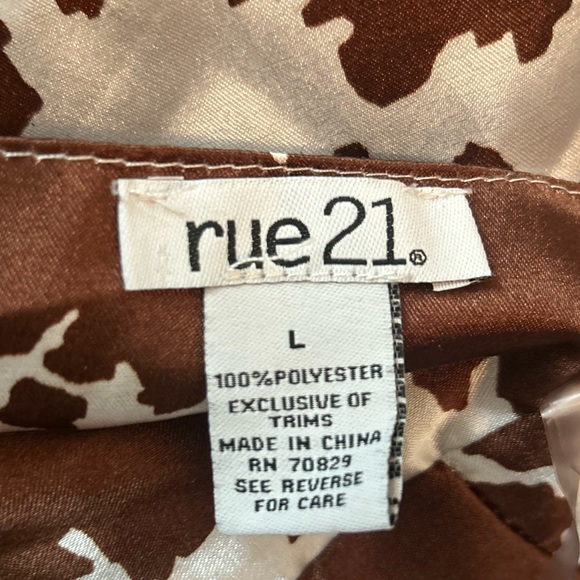 rue21®
L
100%POLYESTER
EXCLUSIVE OF
TRIMS
MADE IN CHINA
RN 70829
SEE REVERSE
FOR CARE